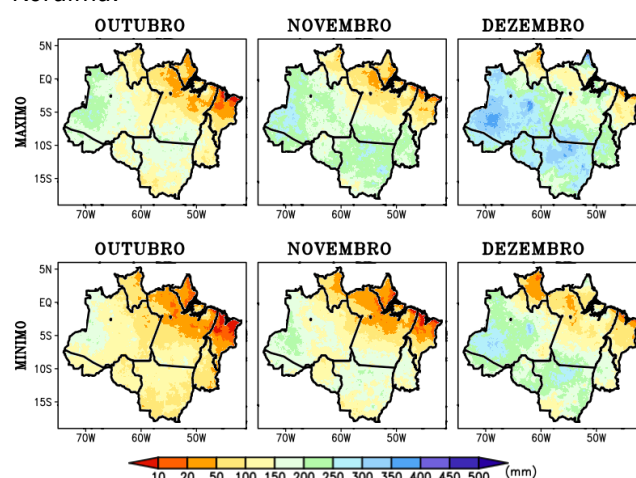 Roraima.
OUTUBRO NOVEMBRO DEZEMBRO
MAXIMO
5N
EQ
5S
10S
15S
70W 60W 50W 70W 60W 50W 70W 60W 50W
OUTUBRO NOVEMBRO DEZEMBRO
MINIMO
5N
EQ
5S
10S
15S
70W 60W 50W 70W 60W 50W 70W 60W 50W
10 20 50 100 150 200 250 300 350 400 450 500 (mm)